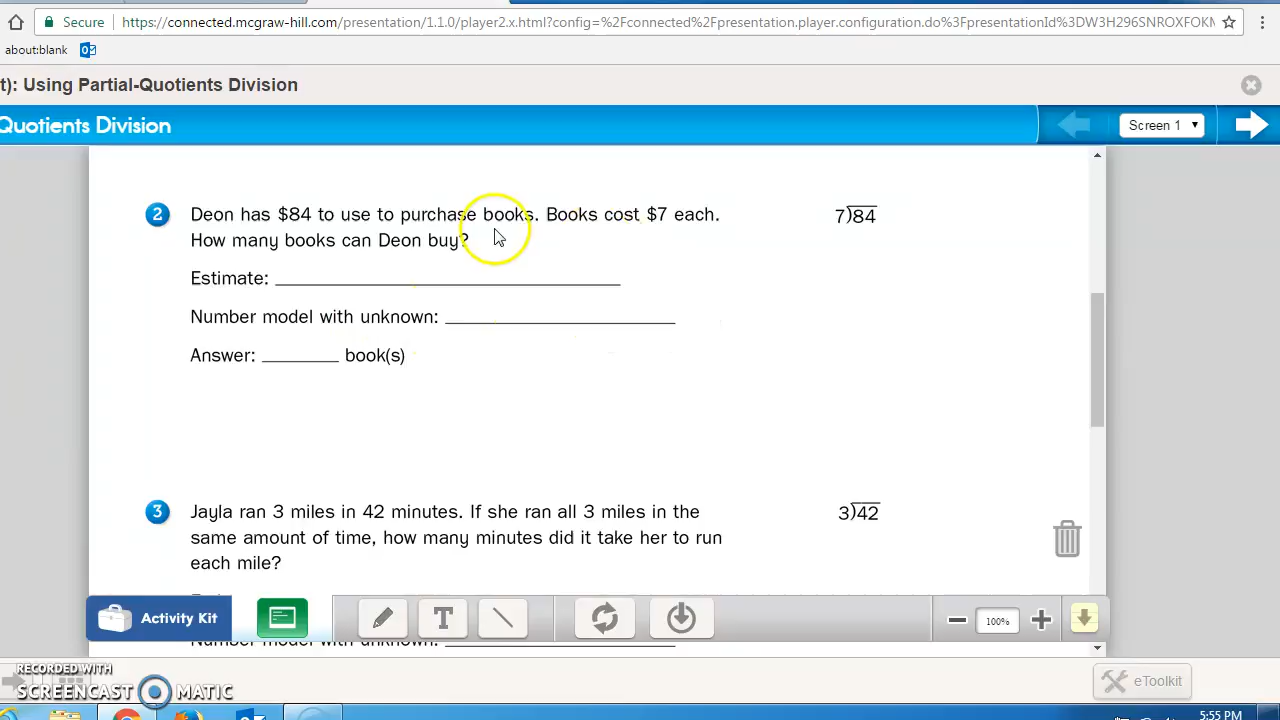 Secure
https://connected.mcgraw-hill.com/presentation/1.1.0/player2.x.html?config=%2Fconnected%2Fpresentation.player.configuration.do%3FpresentationId%3DW3H296SNROXFOKM
about:blank
t): Using Partial-Quotients Division
Quotients Division
Screen 1
2 Deon has $84 to use to purchase books. Books cost $7 each. 7)84
How many books can Deon buy?
Estimate: ____
Number model with unknown: ____
Answer: ____ book(s)
3 Jayla ran 3 miles in 42 minutes. If she ran all 3 miles in the 3)42
same amount of time, how many minutes did it take her to run
each mile?
Activity Kit
T
100%
Number model with unknown: ____
RECORDED WITH
SCREENCAST MATIC
eToolkit
5:55 PM